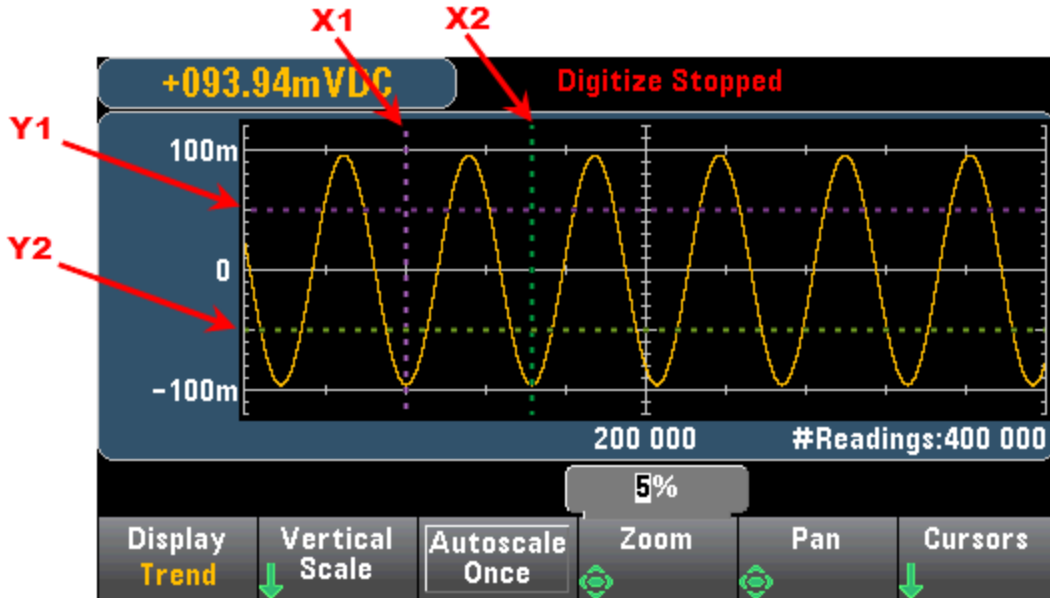 X1 X2
+093.94mVDC Digitize Stopped
Y1
100m
Y2
0
-100m
200 000 #Readings:400 000
5%
Display Vertical Autoscale Zoom Pan Cursors
Trend Scale Once